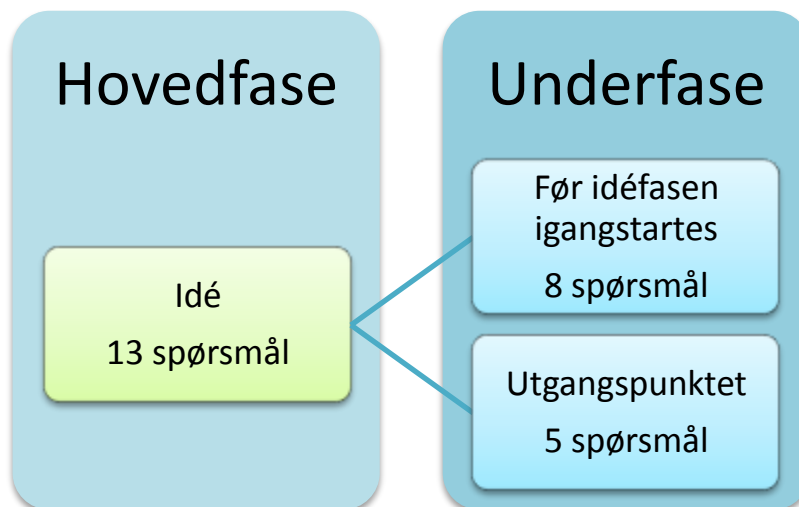 Hovedfase
Idé
13 spørsmål
Underfase
Før idéfasen
igangstartes
8 spørsmål
Utgangspunktet
5 spørsmål